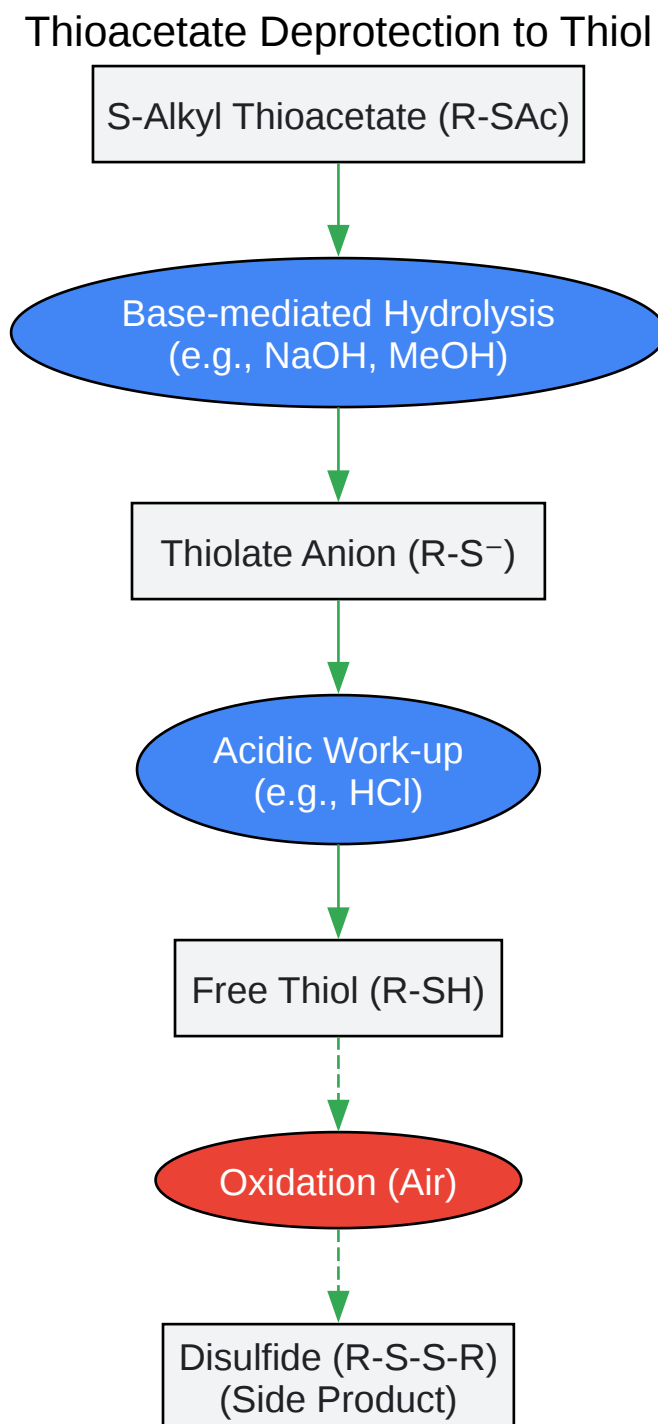 Thioacetate Deprotection to Thiol
S-Alkyl Thioacetate (R-SAc)
Base-mediated Hydrolysis
(e.g., NaOH, MeOH)
Thiolate Anion (R-S⁻)
Acidic Work-up
(e.g., HCl)
Free Thiol (R-SH)
Oxidation (Air)
Disulfide (R-S-S-R)
(Side Product)